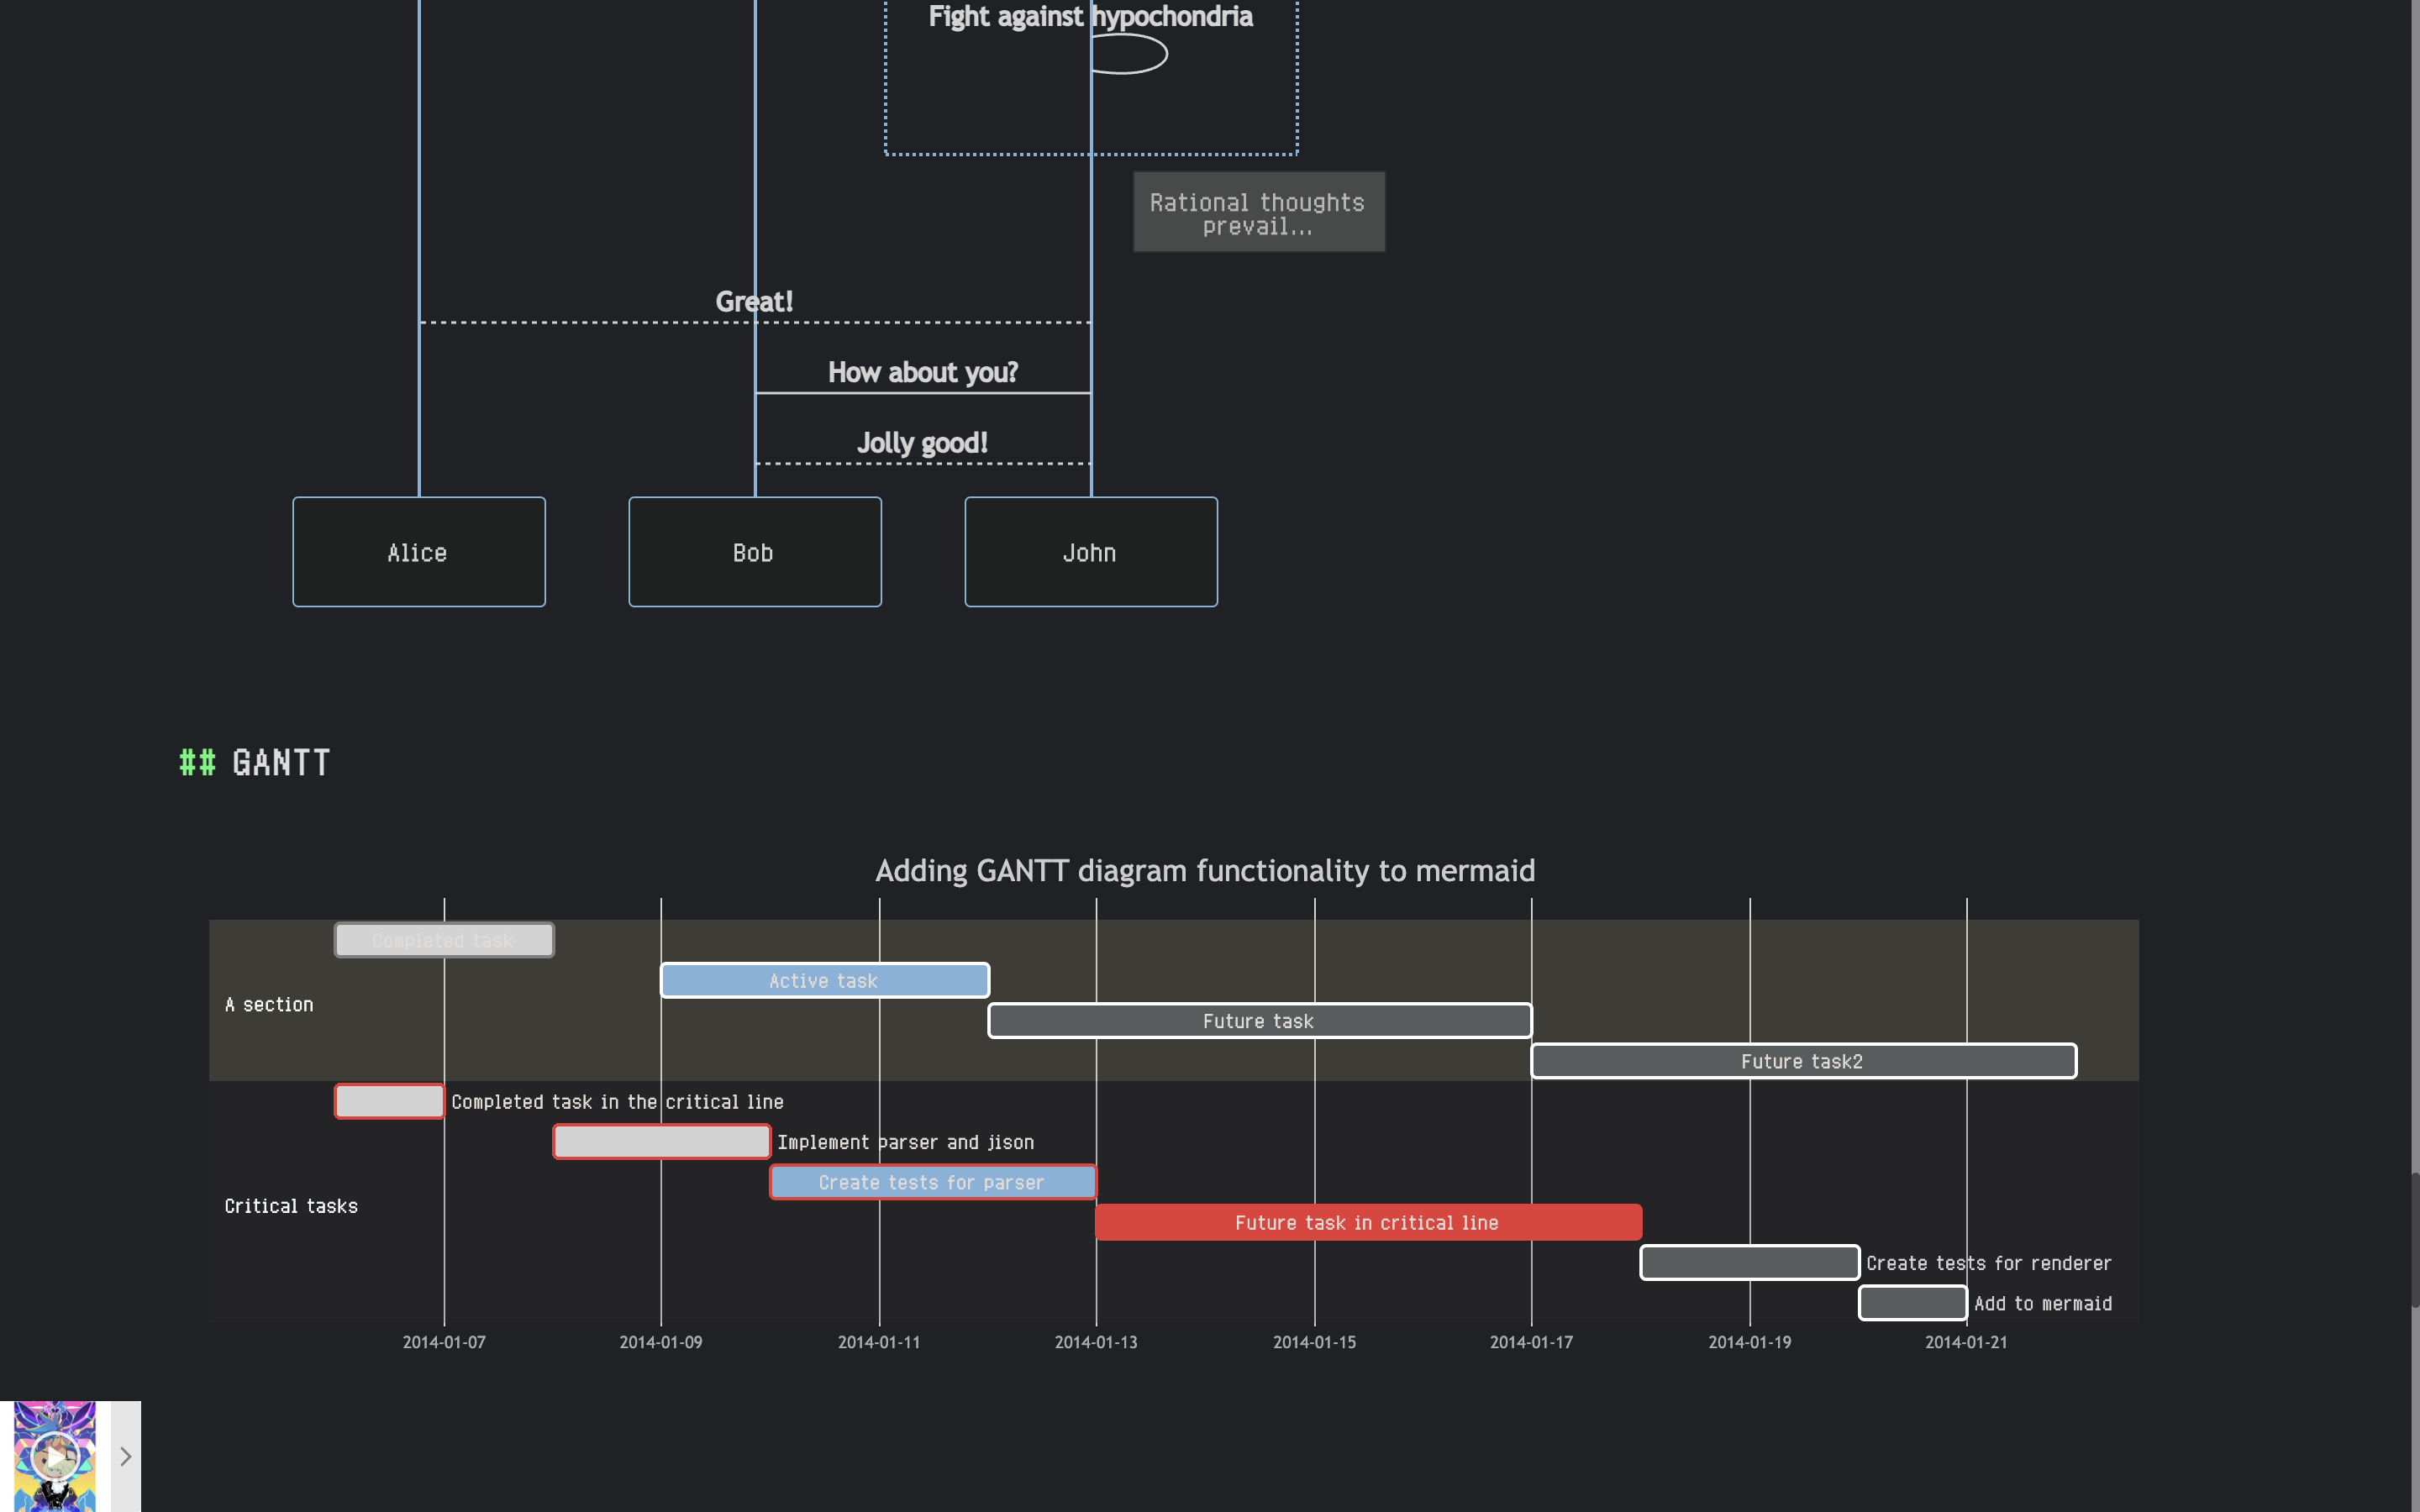 Fight against hypochondria
Rational thoughts
prevail...
Great!
How about you?
Jolly good!
Alice
Bob
John
## GANTT
Adding GANTT diagram functionality to mermaid
Completed task
Active task
A section
Future task
Future task2
Completed task in the critical line
Implement parser and jison
Create tests for parser
Critical tasks
Future task in critical line
Create tests for renderer
Add to mermaid
2014-01-07
2014-01-09
2014-01-11
2014-01-13
2014-01-15
2014-01-17
2014-01-19
2014-01-21